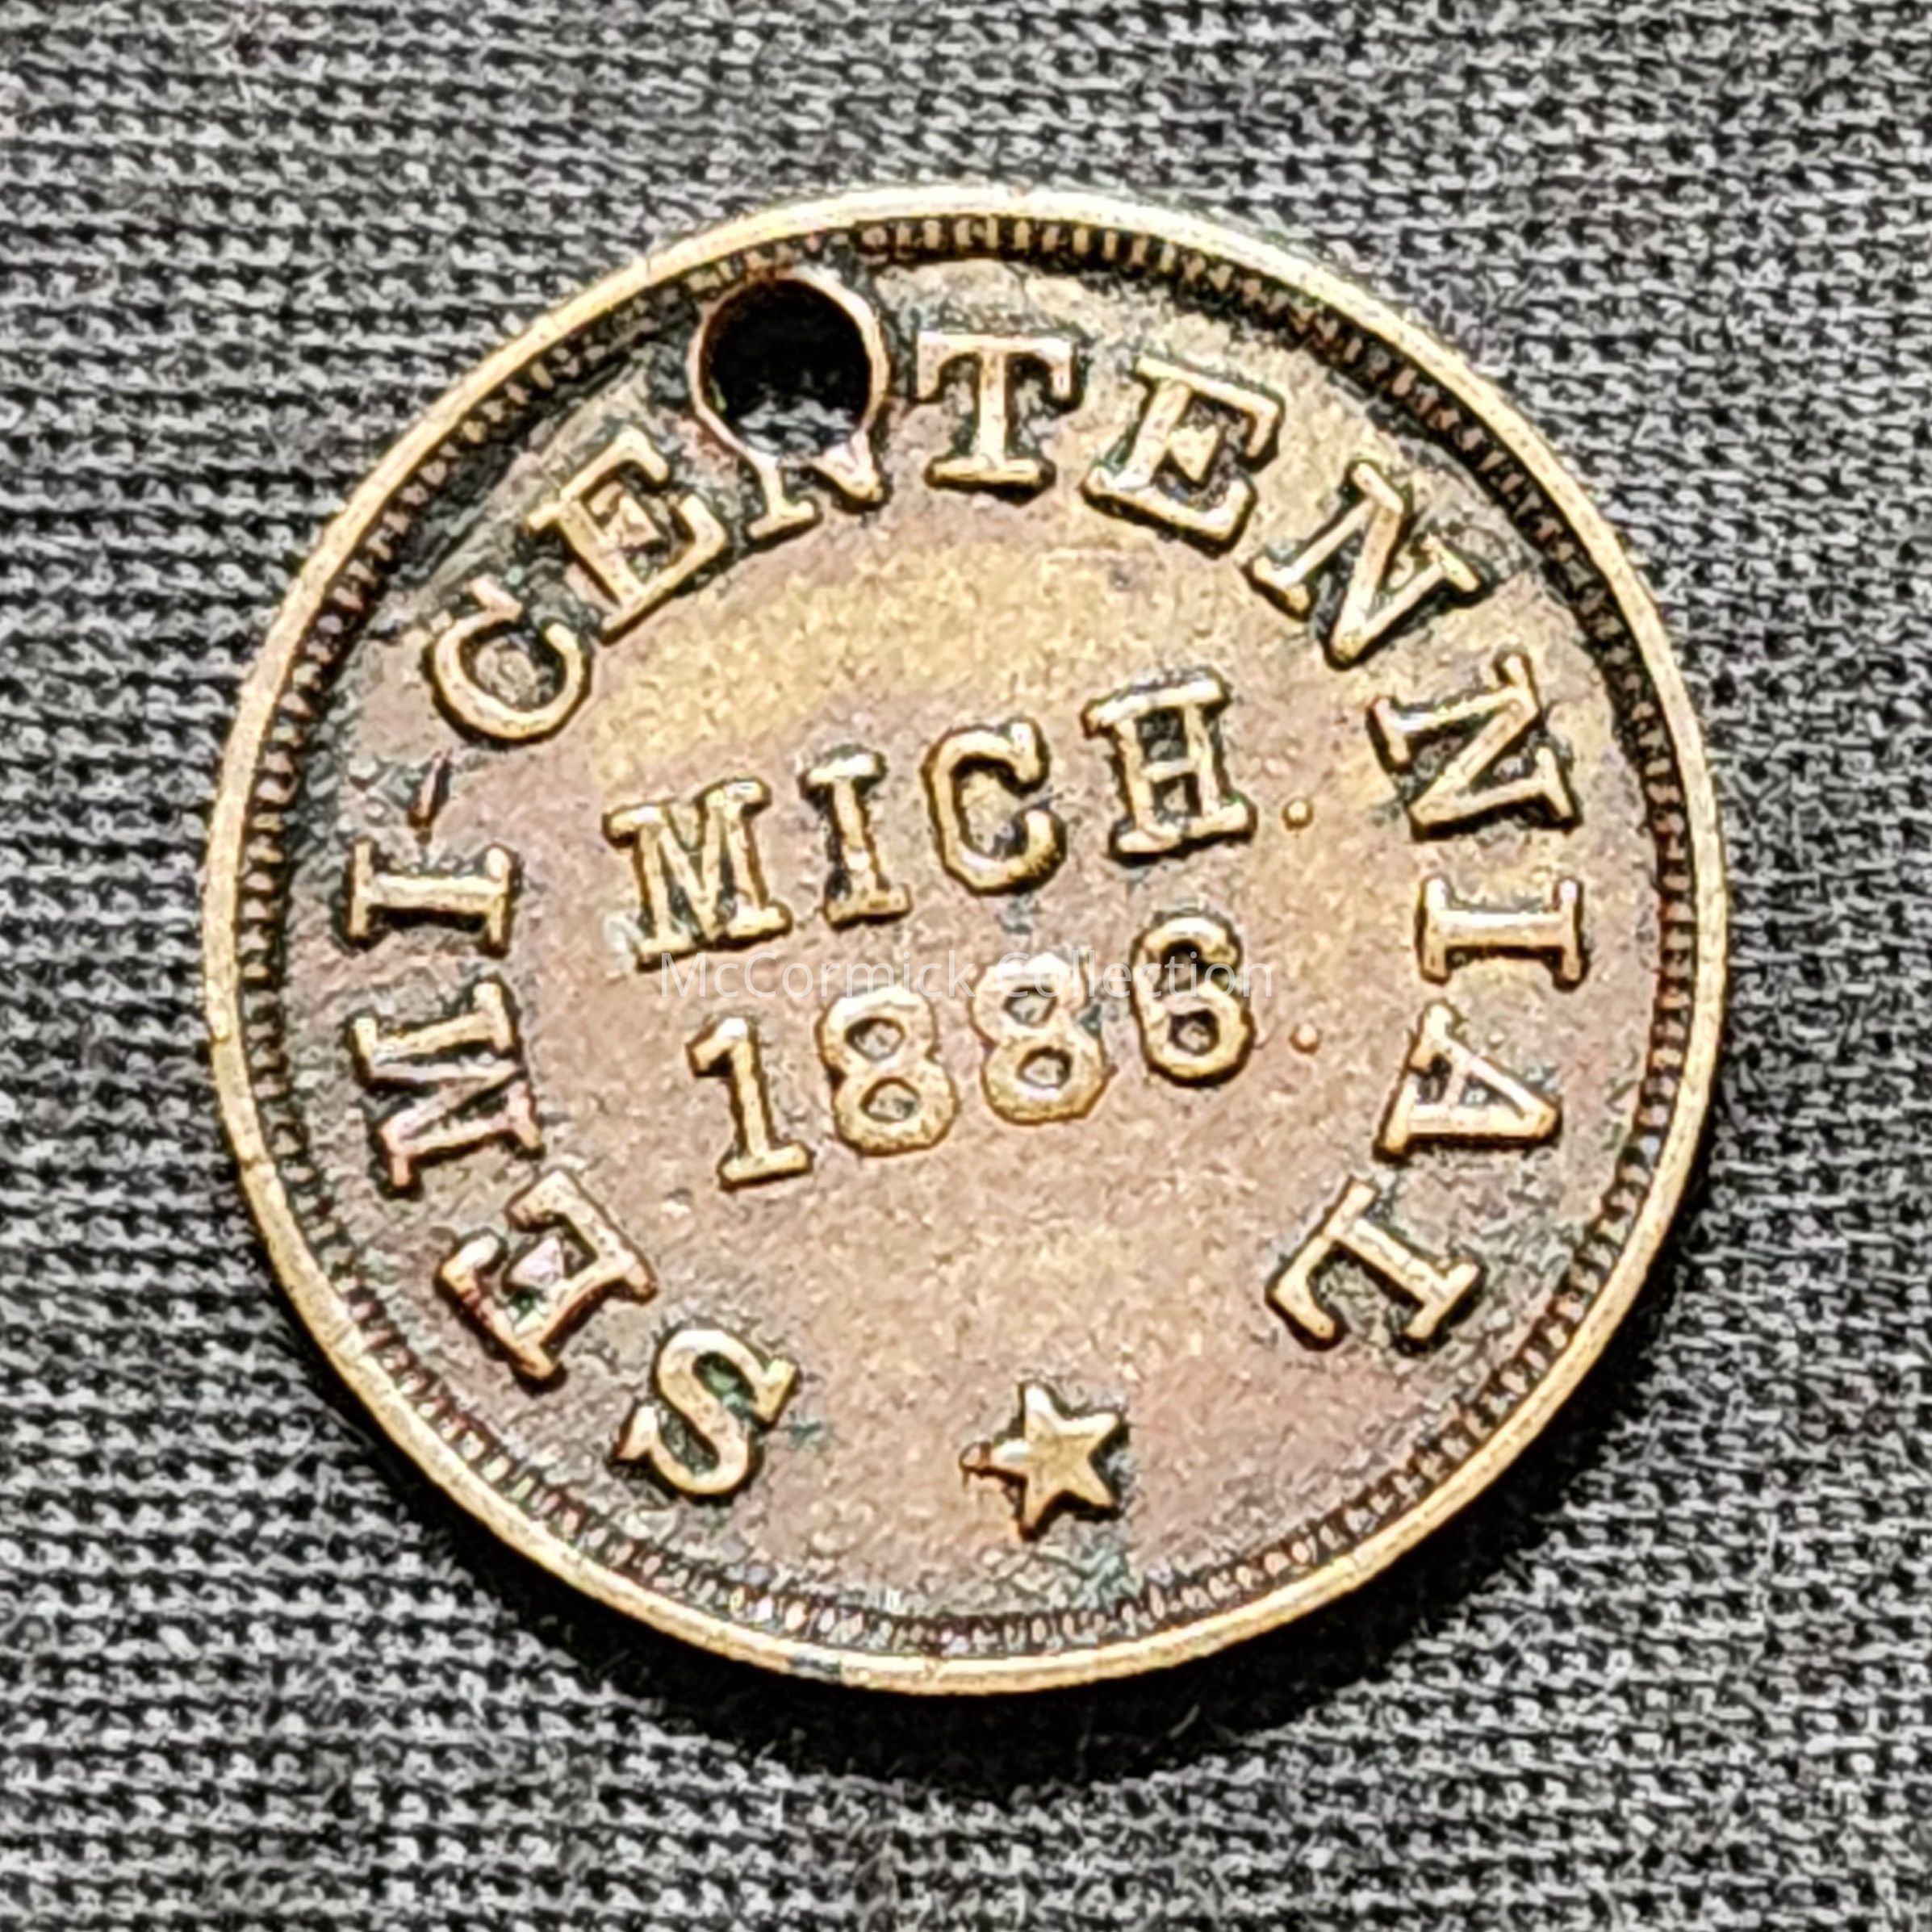 SEMI-CENTENNIAL
MICH.
1886.
McCormick Collection